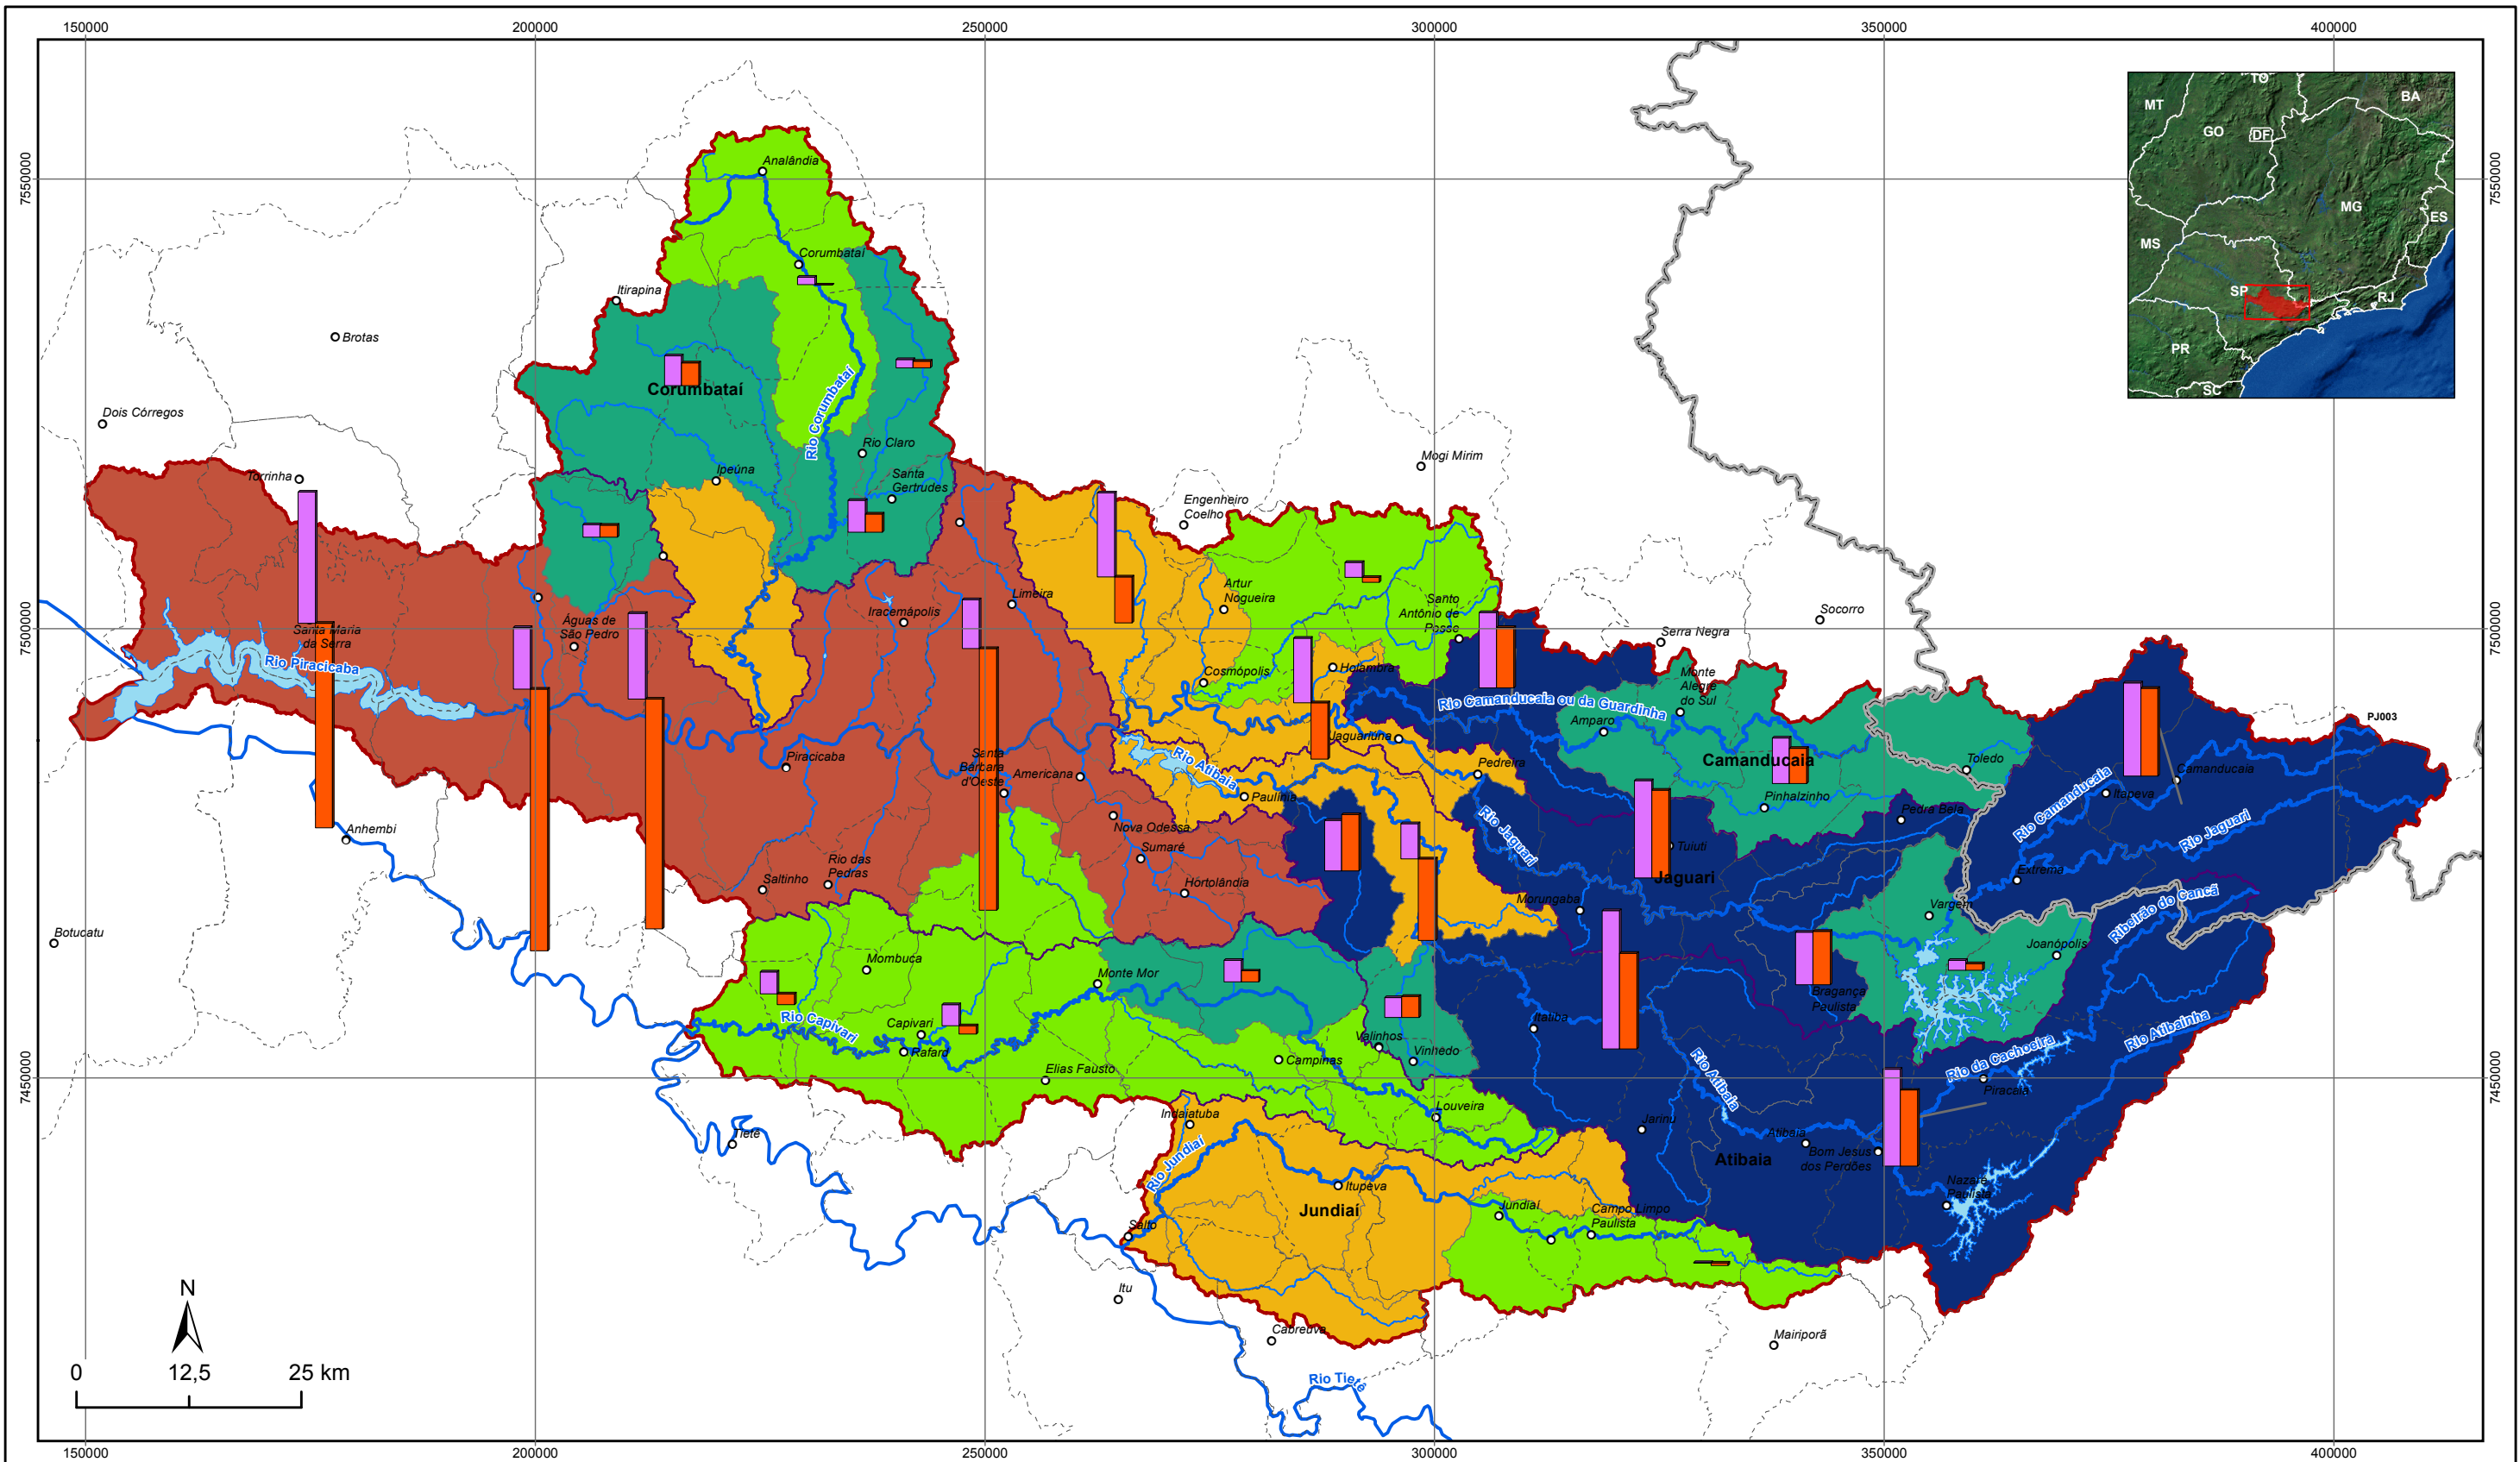 150000
200000
250000
300000
350000
400000
7550000
7550000
TO
MT
BA
GO
DF
MG
ES
MS
SP
RJ
PR
SC
Analândia
Corumbataí
Itirapina
Brotas
Corumbataí
Rio Corumbataí
Dois Córregos
Rio Claro
Mogi Mirim
Torrinha
Ipeúna
Santa
Gertrudes
Engenheiro
Coelho
Artur
Nogueira
Limeira
Iracemápolis
Santo
Antônio de
Posse
Socorro
7500000
7500000
Águas de
São Pedro
Santa Maria
da Serra
Serra Negra
Rio Piracicaba
Cosmópolis
Holambra
Monte
Alegre
do Sul
Rio Camanducaia ou da Guardinha
PJ003
Amparo
Jaguariúna
Camanducaia
Toledo
Camanducaia
Piracicaba
Santa
Bárbara
d'Oeste
Americana
Rio Atibaia
Pedreira
Paulínia
Pinhalzinho
Itapeva
Pedra Bela
Rio Camanducaia
Rio Jaguari
Anhembi
Nova Odessa
Rio Jaguari
Sumaré
Tuiuti
Rio das
Pedras
Saltinho
Hortolândia
Jaguari
Extrema
Morungaba
Vargem
Ribeirão do Cancã
Botucatu
Joanópolis
Mombuca
Monte Mor
Bragança
Paulista
Rio Capivari
Capivari
Rafard
Itatiba
Valinhos
Vinhedo
Campinas
Rio Atibainha
Rio da Cachoeira
Elias Fausto
Piracaia
Rio Atibaia
7450000
7450000
Louveira
Indaiatuba
Tietê
Jarinu
Atibaia
Bom Jesus
dos Perdões
Atibaia
Rio Jundiaí
Itupeva
Nazaré
Paulista
Jundiaí
Jundiaí
Campo Limpo
Paulista
Salto
Itu
Cabreúva
Mairiporã
N
0
12,5
25 km
Rio Tietê
150000
200000
250000
300000
350000
400000